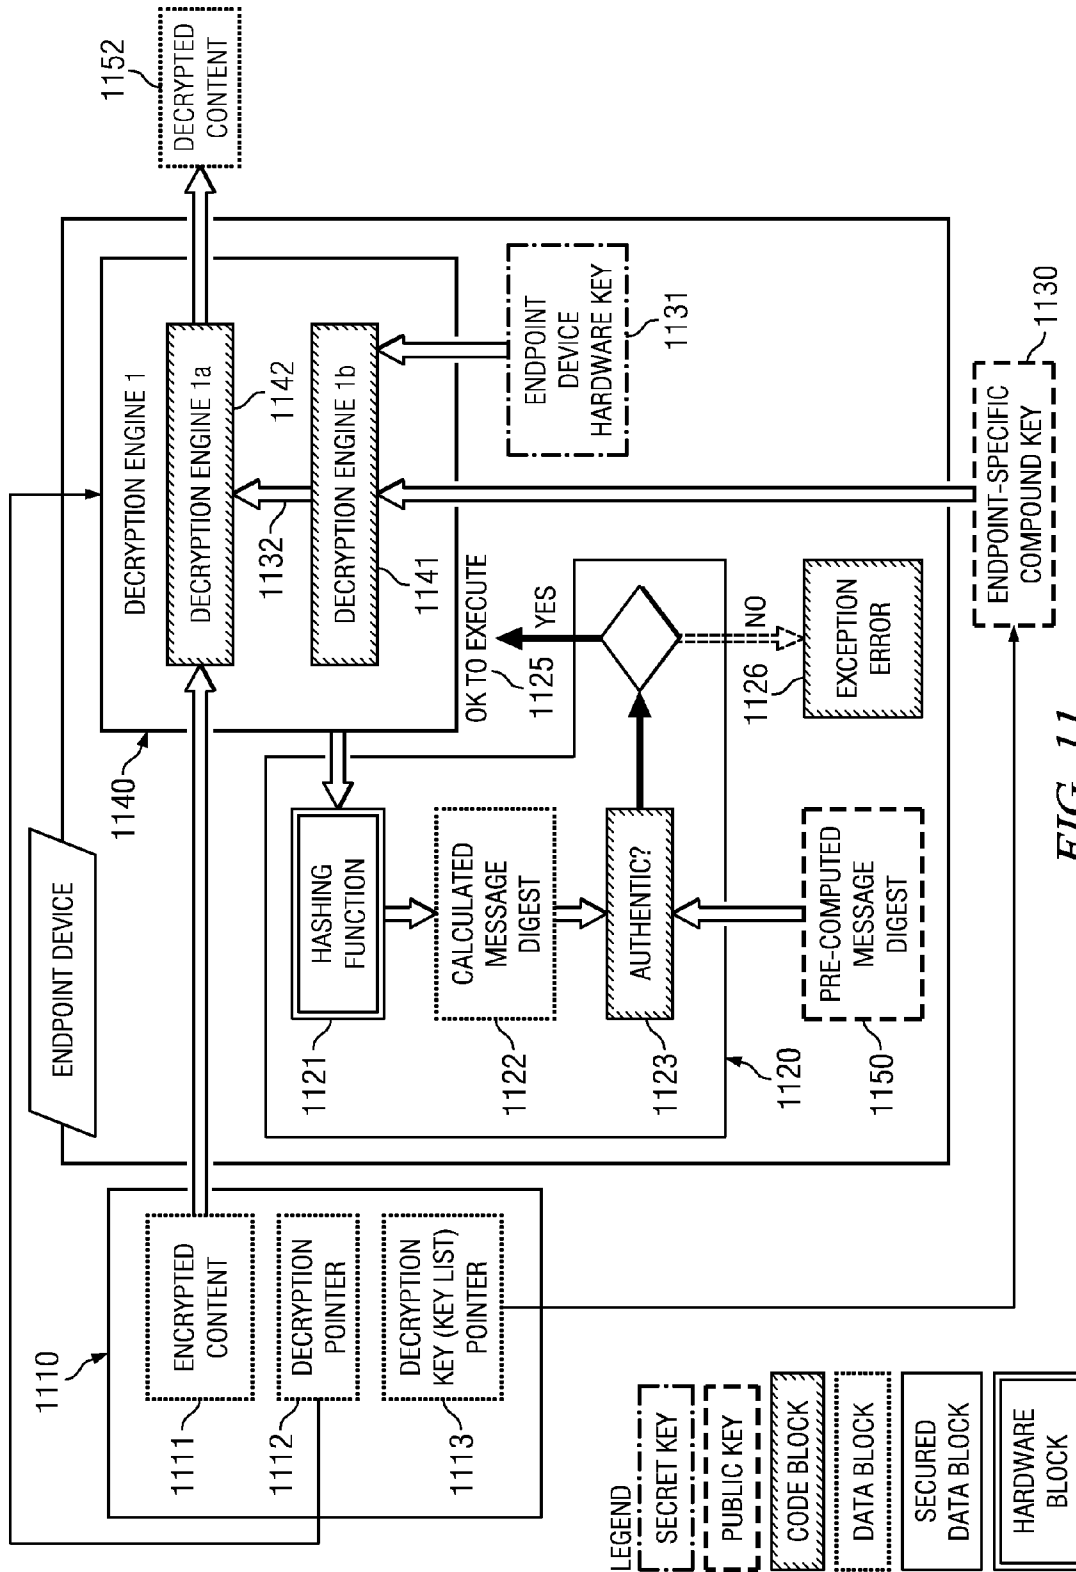 1110
ENCRYPTED
CONTENT
1111
DECRYPTION
POINTER
1112
DECRYPTION
KEY (KEY LIST)
POINTER
1113
ENDPOINT DEVICE
1140
DECRYPTION ENGINE 1
DECRYPTION ENGINE 1a
1142
1132
DECRYPTION ENGINE 1b
1141
DECRYPTED
CONTENT
1152
ENDPOINT
DEVICE
HARDWARE KEY
1131
HASHING
FUNCTION
1121
CALCULATED
MESSAGE
DIGEST
1122
AUTHENTIC?
1123
1120
OK TO EXECUTE
1125
YES
NO
1126
EXCEPTION
ERROR
PRE-COMPUTED
MESSAGE
DIGEST
1150
ENDPOINT-SPECIFIC
COMPOUND KEY
1130
LEGEND
SECRET KEY
PUBLIC KEY
CODE BLOCK
DATA BLOCK
SECURED
DATA BLOCK
HARDWARE
BLOCK
FIG. 11